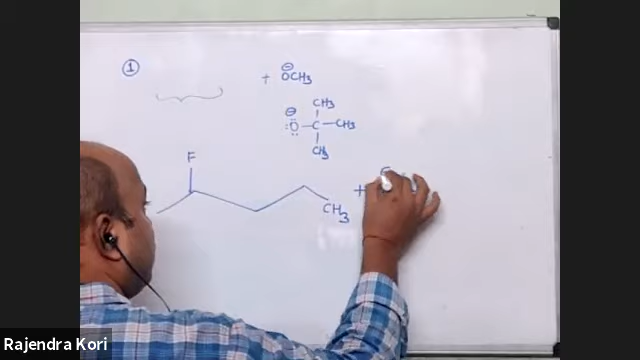 ①
+ ⊖
OCH3
CH3
⊖
:Ö – C – CH3
CH3
F
CH3
+
Rajendra Kori